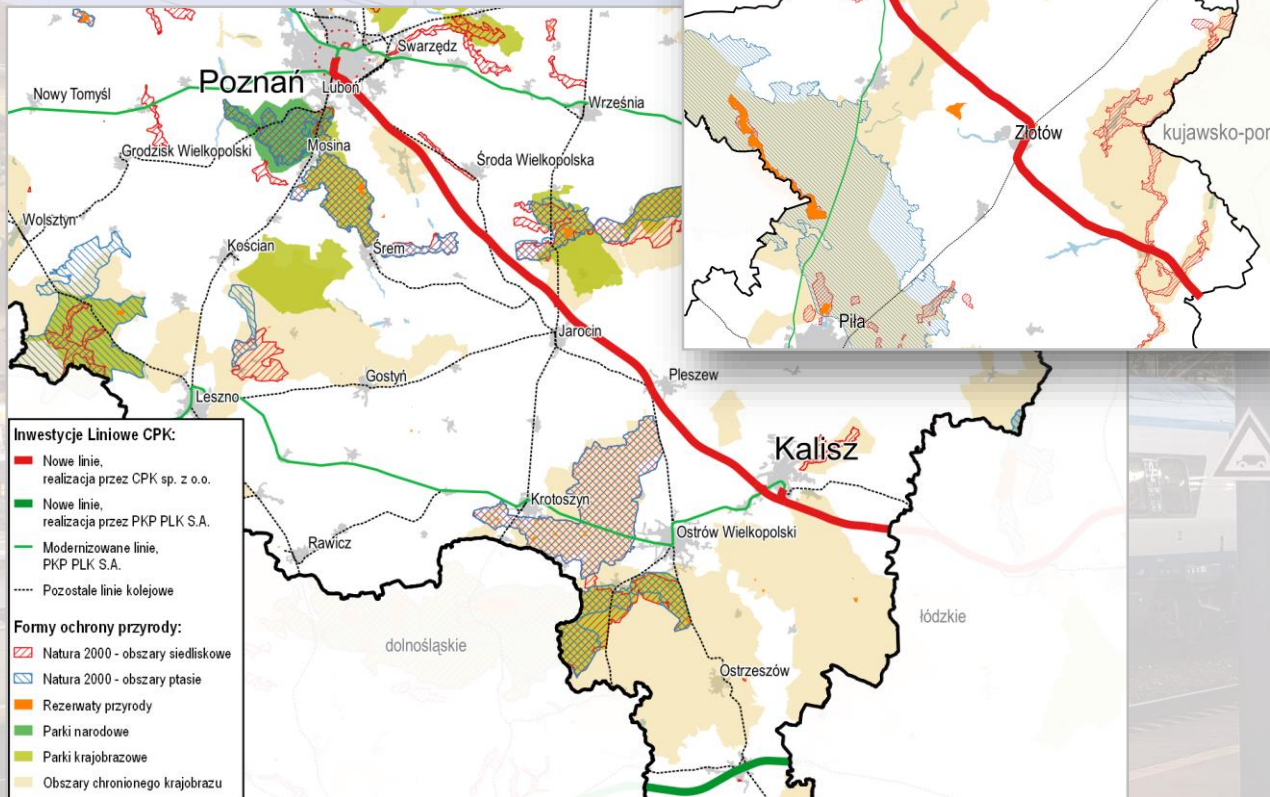 Swarzędz
Poznań
Luboń
Nowy Tomyśl
Września
Grodzisk Wielkopolski
Mosina
Środa Wielkopolska
Wolsztyn
Kościan
Śrem
Jarocin
Gostyń
Pleszew
Leszno
Kalisz
Krotoszyn
Ostrów Wielkopolski
Rawicz
dolnośląskie
łódzkie
Ostrzeszów
Złotów
kujawsko-por
Piła
Inwestycje Liniowe CPK:
Nowe linie,
realizacja przez CPK sp. z o.o.
Nowe linie,
realizacja przez PKP PLK S.A.
Modernizowane linie,
PKP PLK S.A.
Pozostałe linie kolejowe
Formy ochrony przyrody:
Natura 2000 - obszary siedliskowe
Natura 2000 - obszary ptasie
Rezerwaty przyrody
Parki narodowe
Parki krajobrazowe
Obszary chronionego krajobrazu